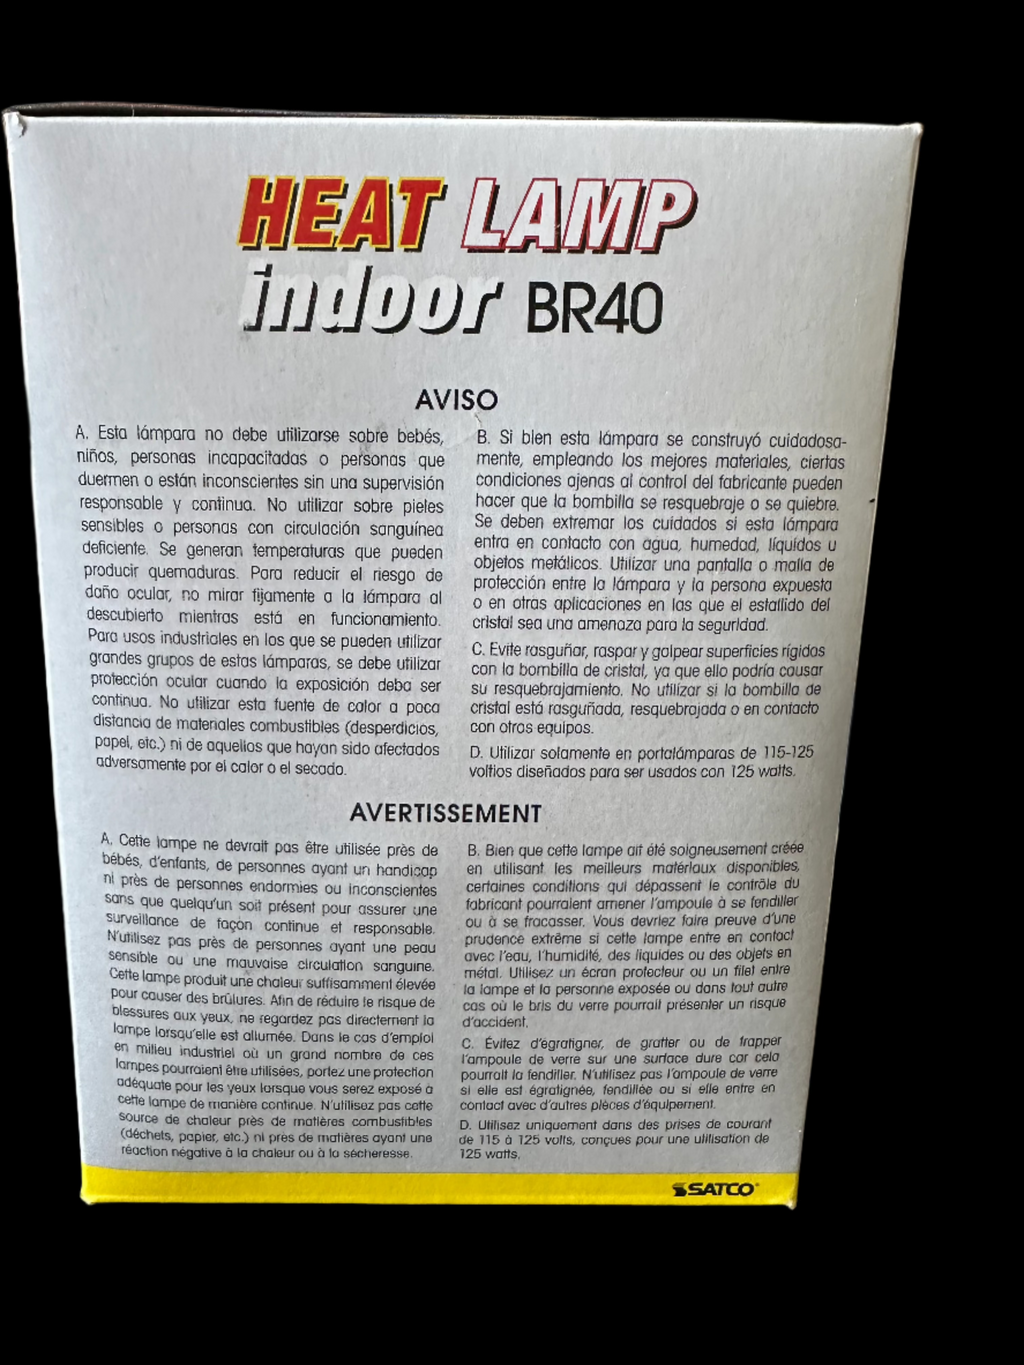 HEAT LAMP
indoor BR40
AVISO
A. Esta lámpara no debe utilizarse sobre bebés,
niños, personas incapacitadas o personas que
duermen o están inconscientes sin una supervisión
responsable y continua. No utilizar sobre pieles
sensibles o personas con circulación sanguínea
deficiente. Se generan temperaturas que pueden
producir quemaduras. Para reducir el riesgo de
daño ocular, no mirar fijamente a la lámpara al
descubierto mientras está en funcionamiento.
Para usos industriales en los que se pueden utilizar
grandes grupos de estas lámparas, se debe utilizar
protección ocular cuando la exposición deba ser
continua. No utilizar esta fuente de calor a poca
distancia de materiales combustibles (desperdicios,
papel, etc.) ni de aquellos que hayan sido afectados
adversamente por el calor o el secado.
B. Si bien esta lámpara se construyó cuidadosa-
mente, empleando los mejores materiales, ciertas
condiciones ajenas al control del fabricante pueden
hacer que la bombilla se resquebraje o se quiebre.
Se deben extremar los cuidados si esta lámpara
entra en contacto con agua, humedad, líquidos u
objetos metálicos. Utilizar una pantalla o malla de
protección entre la lámpara y la persona expuesta
o en otras aplicaciones en las que el estallido del
cristal sea una amenaza para la seguridad.
C. Evite rasguñar, raspar y golpear superficies rígidas
con la bombilla de cristal, ya que ello podría causar
su resquebrajamiento. No utilizar si la bombilla de
cristal está rasguñada, resquebrajada o en contacto
con otros equipos.
D. Utilizar solamente en portalámparas de 115-125
voltios diseñados para ser usados con 125 watts.
AVERTISSEMENT
A. Cette lampe ne devrait pas être utilisée près de
bébés, d'enfants, de personnes ayant un handicap
ni près de personnes endormies ou inconscientes
sans que quelqu'un soit présent pour assurer une
surveillance de façon continue et responsable.
N'utilisez pas près de personnes ayant une peau
sensible ou une mauvaise circulation sanguine.
Cette lampe produit une chaleur suffisamment élevée
pour causer des brûlures. Afin de réduire le risque de
blessures aux yeux, ne regardez pas directement la
lampe lorsqu'elle est allumée. Dans le cas d'emploi
en milieu industriel où un grand nombre de ces
lampes pourraient être utilisées, portez une protection
adéquate pour les yeux lorsque vous serez exposé à
cette lampe de manière continue. N'utilisez pas cette
source de chaleur près de matières combustibles
(déchets, papier, etc.) ni près de matières ayant une
réaction négative à la chaleur ou à la sécheresse.
B. Bien que cette lampe ait été soigneusement créée
en utilisant les meilleurs matériaux disponibles,
certaines conditions qui dépassent le contrôle du
fabricant pourraient amener l'ampoule à se fendiller
ou à se fracasser. Vous devriez faire preuve d'une
prudence extrême si cette lampe entre en contact
avec l'eau, l'humidité, des liquides ou des objets en
métal. Utilisez un écran protecteur ou un filet entre
la lampe et la personne exposée ou dans tout autre
cas où le bris du verre pourrait présenter un risque
d'accident.
C. Évitez d'égratigner, de gratter ou de frapper
l'ampoule de verre sur une surface dure car cela
pourrait la fendiller. N'utilisez pas l'ampoule de verre
si elle est égratignée, fendillée ou si elle entre en
contact avec d'autres pièces d'équipement.
D. Utilisez uniquement dans des prises de courant
de 115 à 125 volts, conçues pour une utilisation de
125 watts.
SATCO